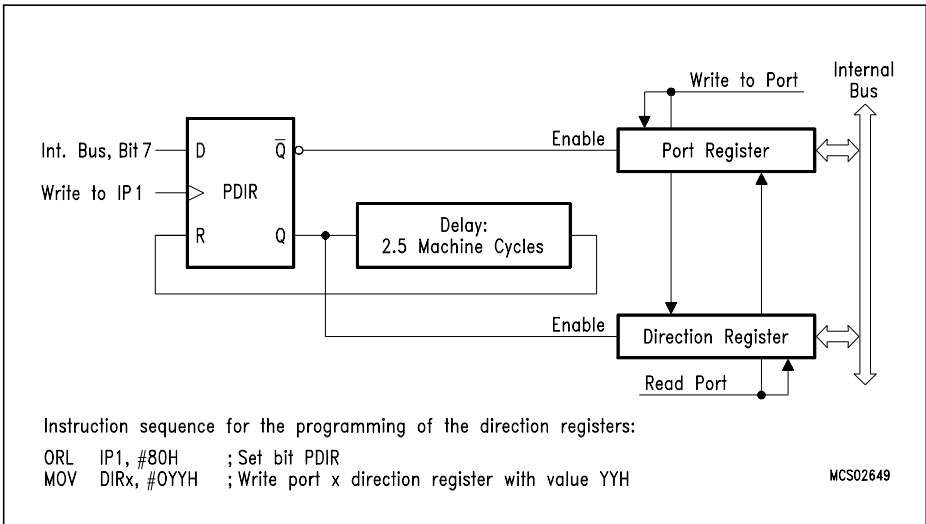 Write to Port
Internal
Bus
Int. Bus, Bit 7
D
Q
Enable
Port Register
Write to IP1
PDIR
R
Q
Delay:
2.5 Machine Cycles
Enable
Direction Register
Read Port
Instruction sequence for the programming of the direction registers:
ORL IP1, #80H ; Set bit PDIR
MOV DIRx, #0YYH ; Write port x direction register with value YYH
MCS02649